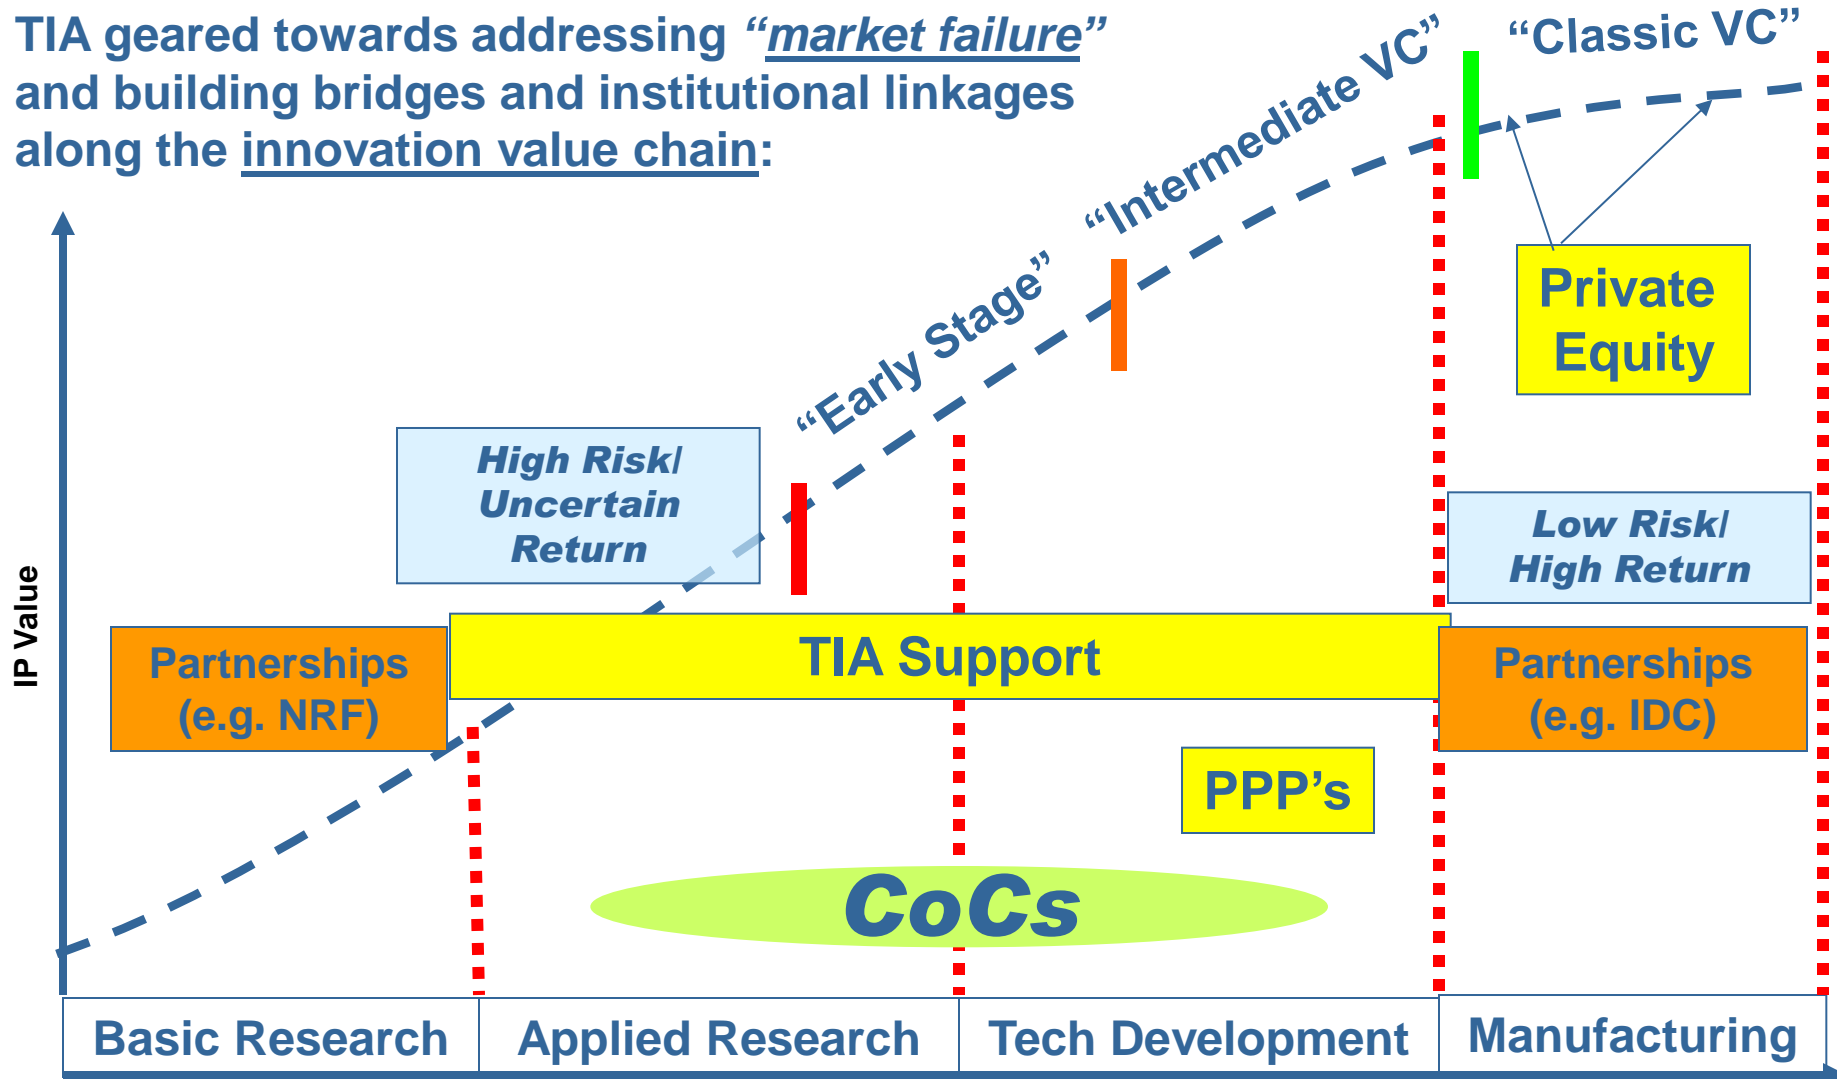 TIA geared towards addressing “market failure”
and building bridges and institutional linkages
along the innovation value chain:
“Classic VC”
“Intermediate VC”
“Early Stage”
Private
Equity
High Risk/
Uncertain
Return
Low Risk/
High Return
IP Value
Partnerships
(e.g. NRF)
TIA Support
Partnerships
(e.g. IDC)
PPP’s
CoCs
Basic Research
Applied Research
Tech Development
Manufacturing